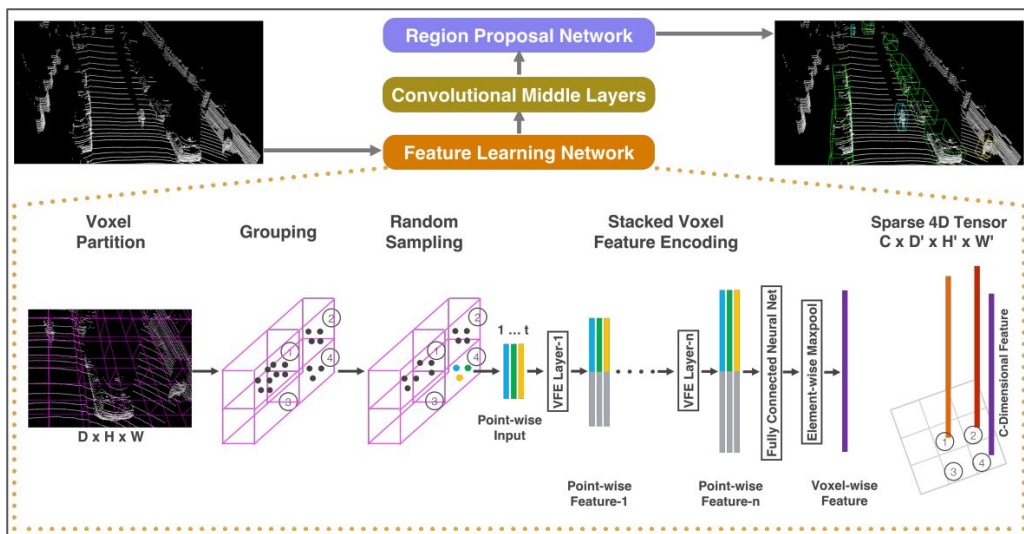 Region Proposal Network
Convolutional Middle Layers
Feature Learning Network
Voxel
Partition
Grouping
Random
Sampling
Stacked Voxel
Feature Encoding
Sparse 4D Tensor
C x D' x H' x W'
D x H x W
1
2
3
4
1
2
3
4
1 ... t
Point-wise
Input
VFE Layer-1
Point-wise
Feature-1
VFE Layer-n
Point-wise
Feature-n
Fully Connected Neural Net
Element-wise Maxpool
Voxel-wise
Feature
C-Dimensional Feature
1
2
3
4